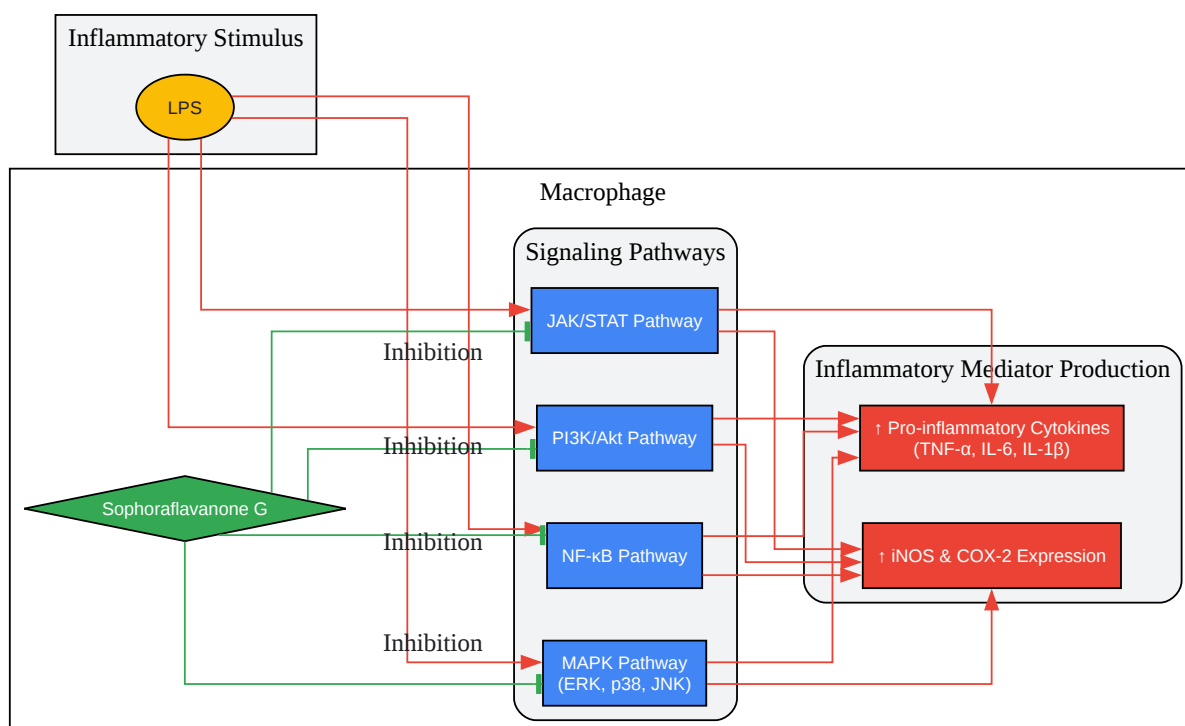 Inflammatory Stimulus
LPS
Macrophage
Signaling Pathways
JAK/STAT Pathway
Inhibition
Inflammatory Mediator Production
PI3K/Akt Pathway
Inhibition
↑ Pro-inflammatory Cytokines
(TNF-α, IL-6, IL-1β)
Sophoraflavanone G
Inhibition
NF-κB Pathway
↑ iNOS & COX-2 Expression
Inhibition
MAPK Pathway
(ERK, p38, JNK)